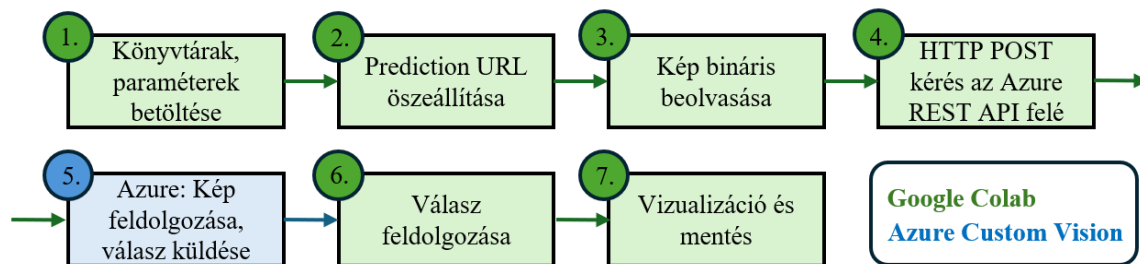 1.
Könyvtárak,
paraméterek
betöltése
2.
Prediction URL
öszeállítása
3.
Kép bináris
beolvasása
4.
HTTP POST
kérés az Azure
REST API felé
5.
Azure: Kép
feldolgozása,
válasz küldése
6.
Válasz
feldolgozása
7.
Vizualizáció és
mentés
Google Colab
Azure Custom Vision